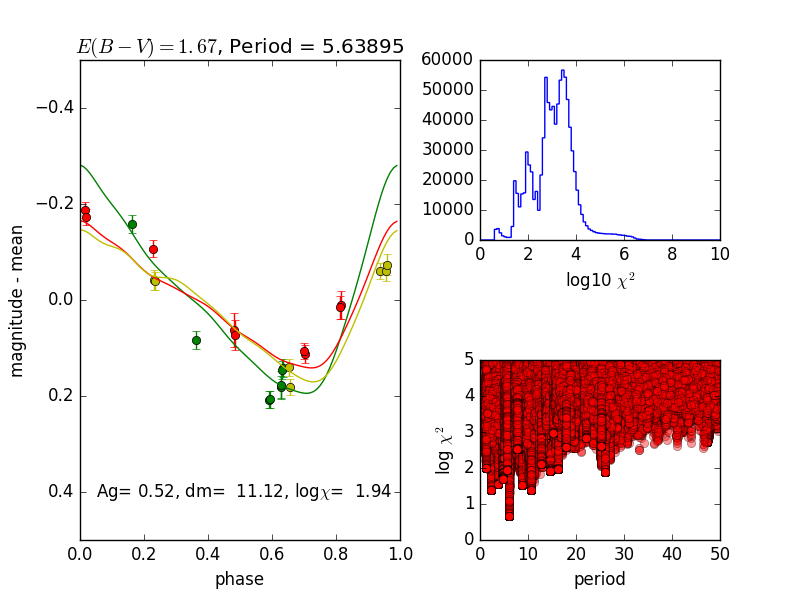 E(B − V) = 1.67, Period = 5.63895
−0.4
−0.2
0.0
0.2
0.4
magnitude - mean
0.0 0.2 0.4 0.6 0.8 1.0
phase
Ag= 0.52, dm= 11.12, logχ= 1.94
60000
50000
40000
30000
20000
10000
0
0 2 4 6 8 10
log10 χ²
5
4
3
2
1
0
log χ²
0 10 20 30 40 50
period